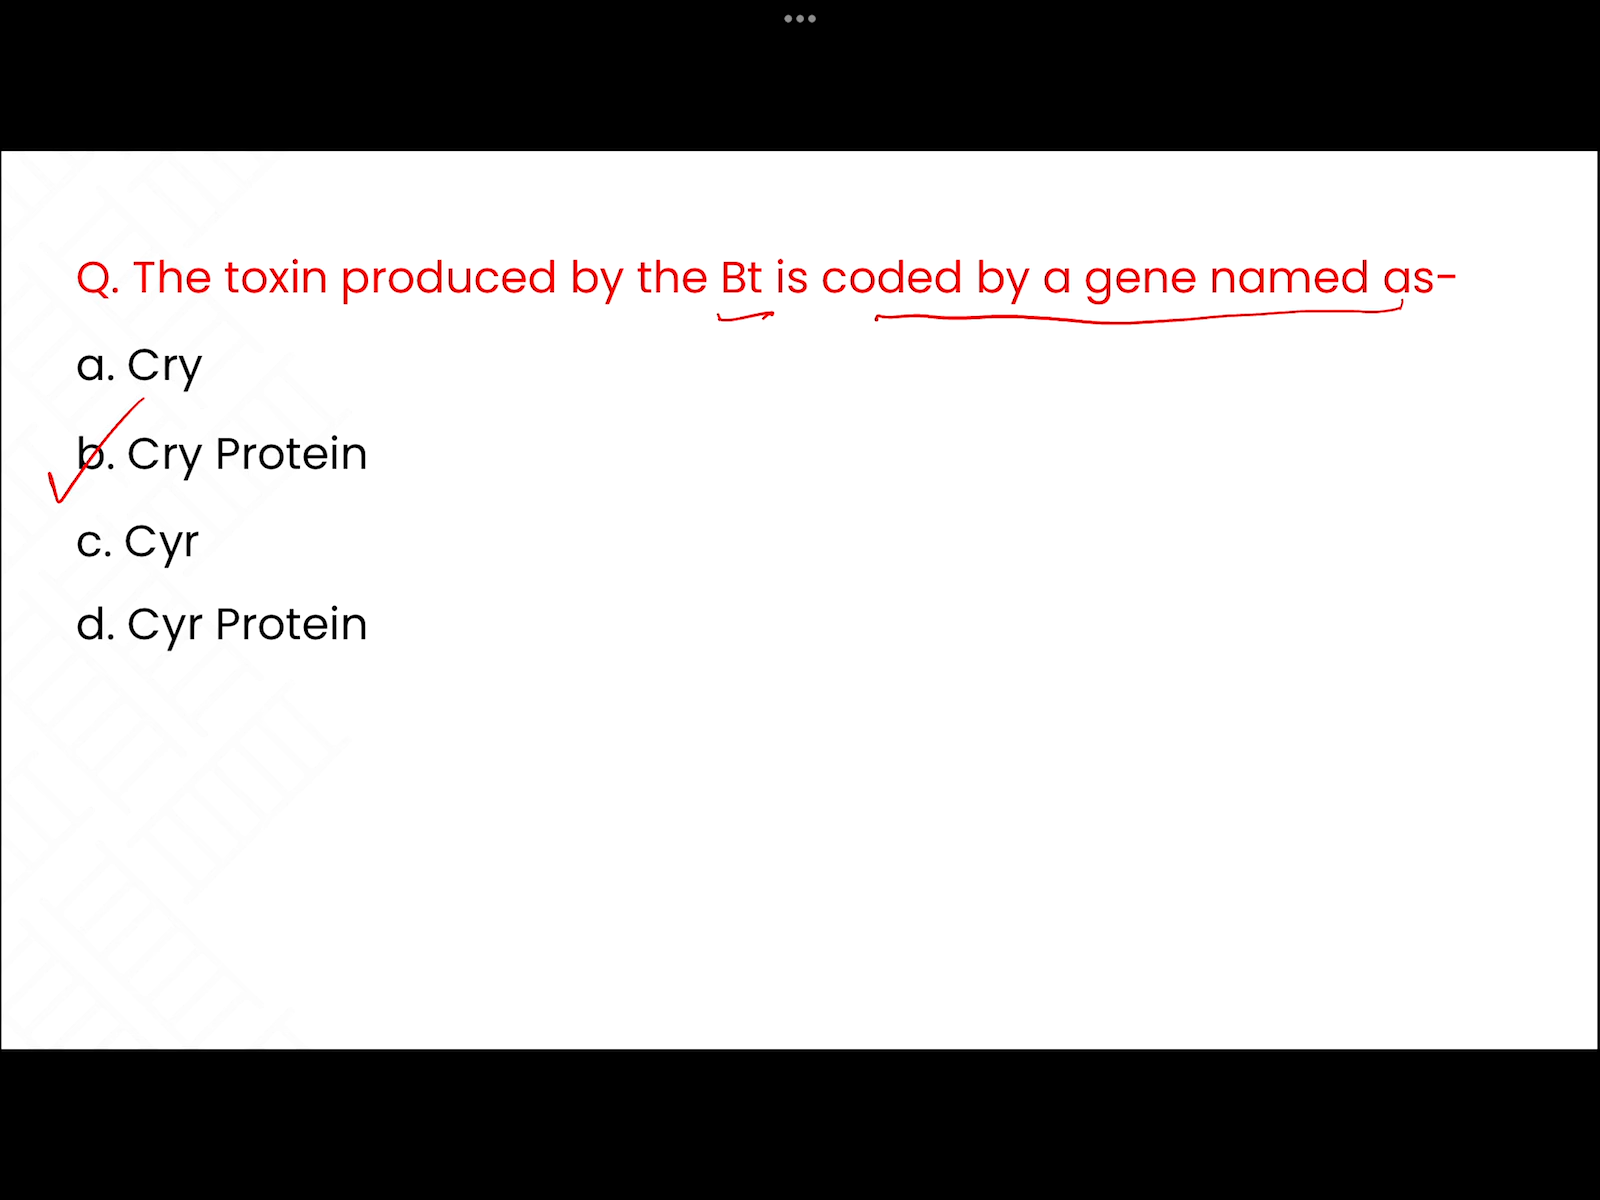 Q. The toxin produced by the Bt is coded by a gene named as-
a. Cry
b. Cry Protein
c. Cyr
d. Cyr Protein